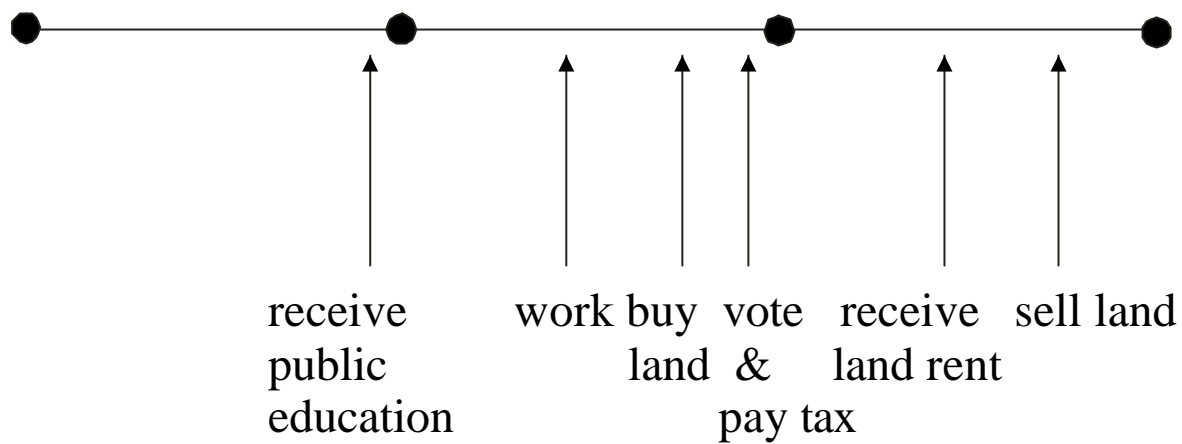 receive public education
work
buy land
vote & pay tax
receive land rent
sell land